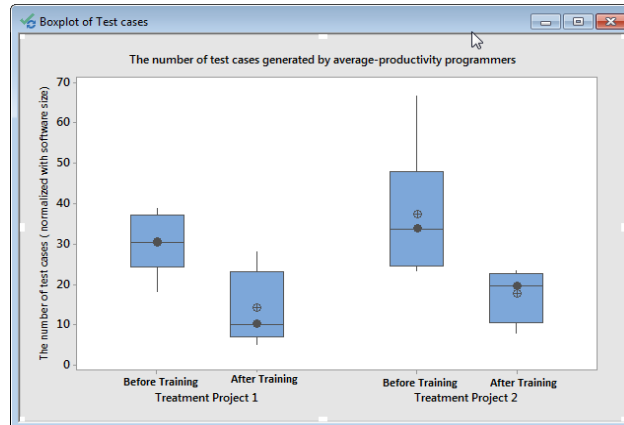 Boxplot of Test cases
The number of test cases generated by average-productivity programmers
The number of test cases ( normalized with software size)
70
60
50
40
30
20
10
0
Before Training After Training Before Training After Training
Treatment Project 1 Treatment Project 2